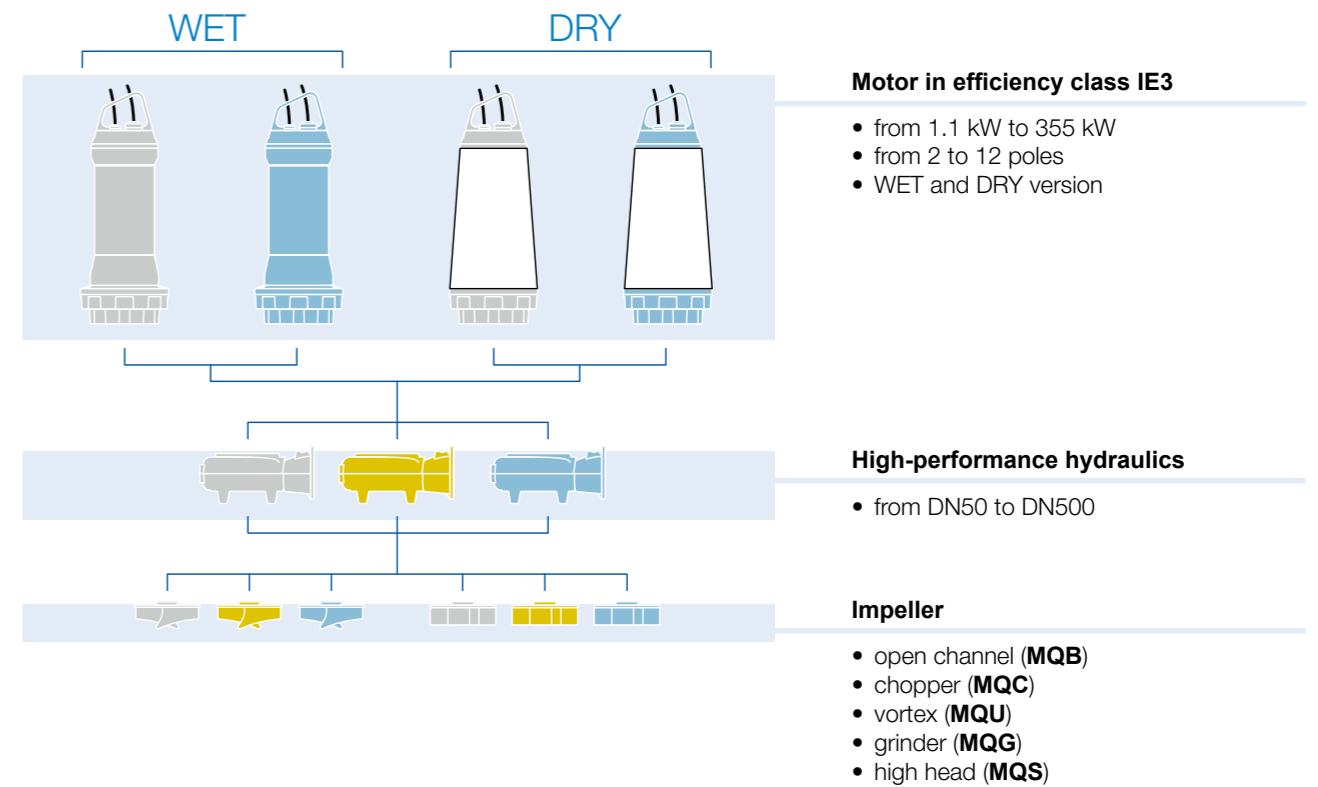 WET
DRY
Motor in efficiency class IE3
• from 1.1 kW to 355 kW
• from 2 to 12 poles
• WET and DRY version
High-performance hydraulics
• from DN50 to DN500
Impeller
• open channel (MQB)
• chopper (MQC)
• vortex (MQU)
• grinder (MQG)
• high head (MQS)